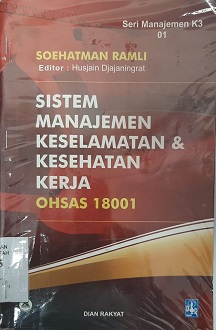 Seri Manajemen K3
01
SOEHATMAN RAMLI
Editor : Husjain Djajaningrat
SISTEM
MANAJEMEN
KESELAMATAN &
KESEHATAN
KERJA
OHSAS 18001
DIAN RAKYAT